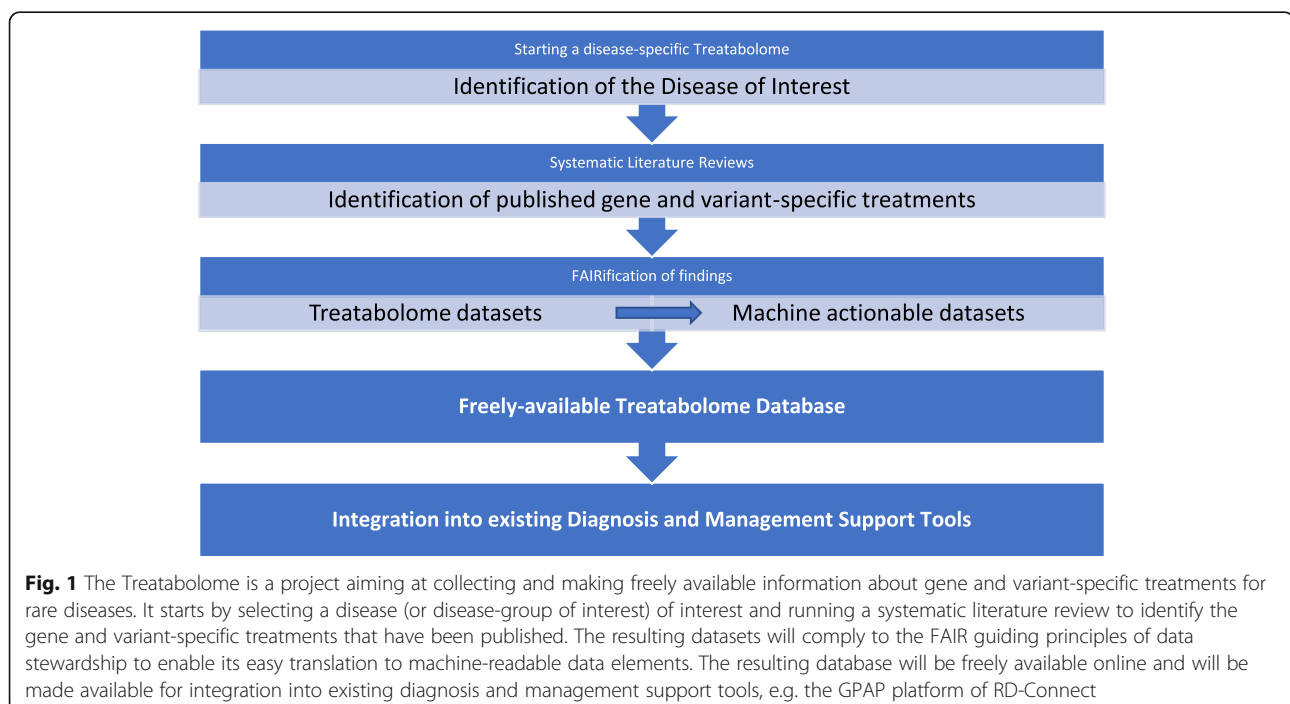 Starting a disease-specific Treatabolome
Identification of the Disease of Interest
Systematic Literature Reviews
Identification of published gene and variant-specific treatments
FAIRification of findings
Treatabolome datasets
Machine actionable datasets
Freely-available Treatabolome Database
Integration into existing Diagnosis and Management Support Tools
Fig. 1 The Treatabolome is a project aiming at collecting and making freely available information about gene and variant-specific treatments for
rare diseases. It starts by selecting a disease (or disease-group of interest) of interest and running a systematic literature review to identify the
gene and variant-specific treatments that have been published. The resulting datasets will comply to the FAIR guiding principles of data
stewardship to enable its easy translation to machine-readable data elements. The resulting database will be freely available online and will be
made available for integration into existing diagnosis and management support tools, e.g. the GPAP platform of RD-Connect